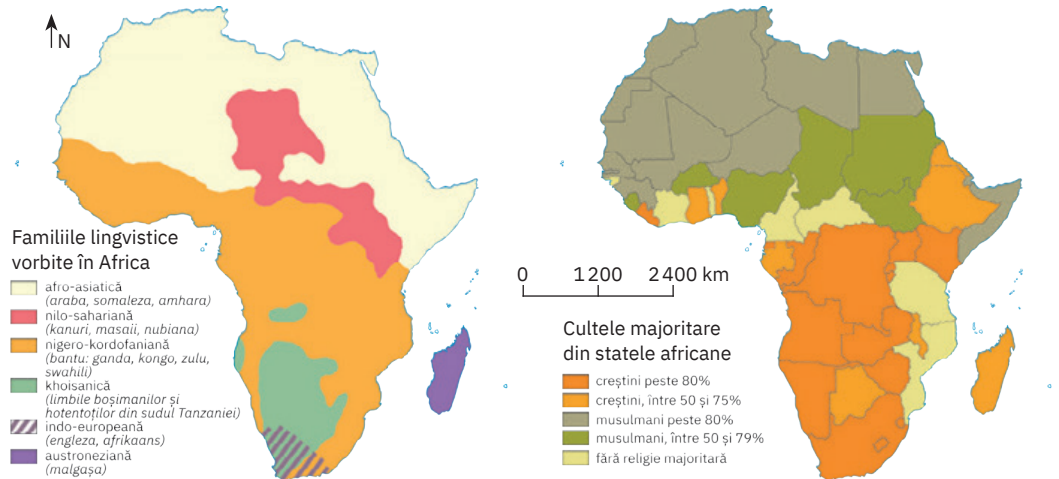 N
Familiile lingvistice
vorbite în Africa
afro-asiatică
(araba, somaleza, amhara)
nilo-sahariană
(kanuri, masaii, nubiana)
nigero-kordofaniană
(bantu: ganda, kongo, zulu,
swahili)
khoisanică
(limbile boșimanilor și
hotentoților din sudul Tanzaniei)
indo-europeană
(engleza, afrikaans)
austroneziană
(malgașa)
0 1 200 2 400 km
Cultele majoritare
din statele africane
creștini peste 80%
creștini, între 50 și 75%
musulmani peste 80%
musulmani, între 50 și 79%
fără religie majoritară